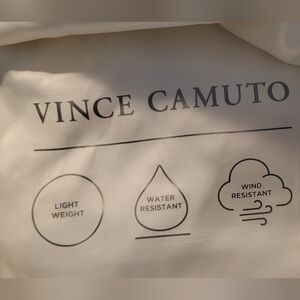 VINCE CAMUTO
LIGHT
WEIGHT
WATER
RESISTANT
WIND
RESISTANT